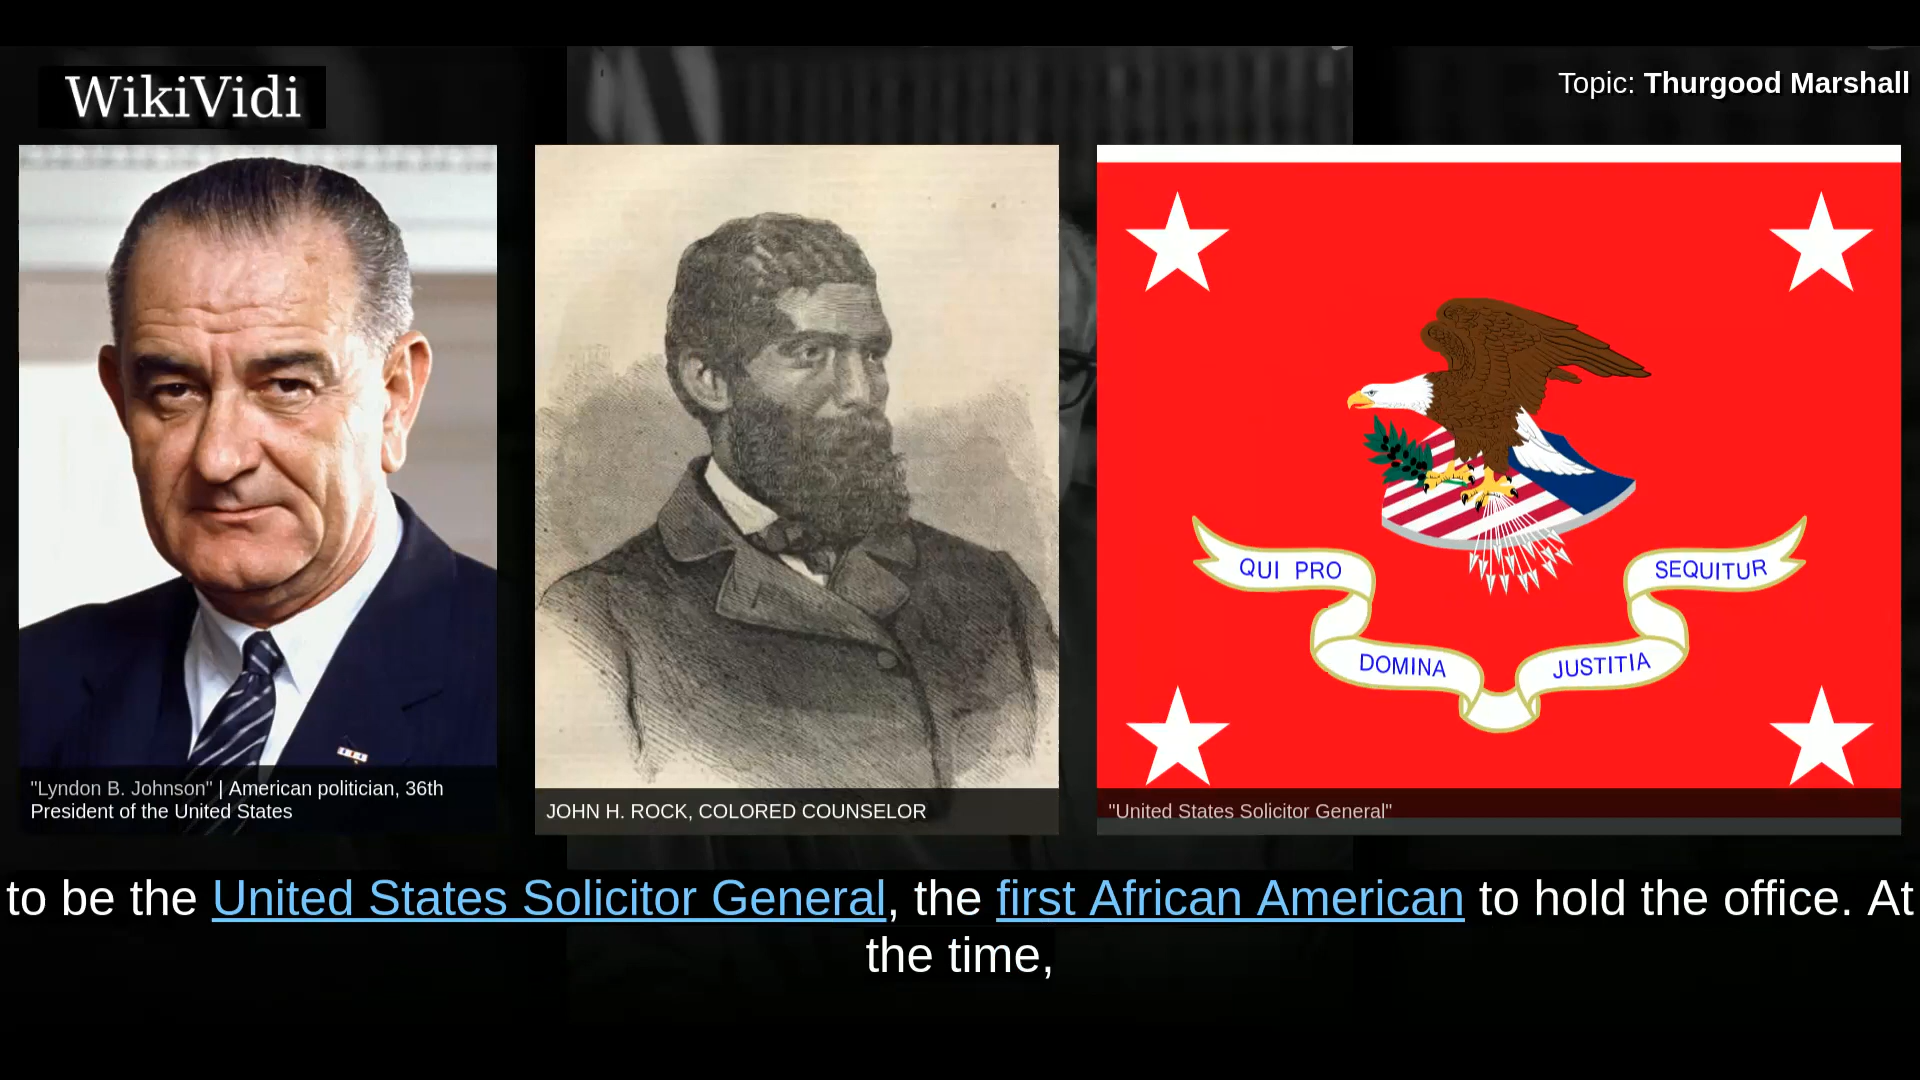 WikiVidi
Topic: Thurgood Marshall
QUI PRO
SEQUITUR
DOMINA
JUSTITIA
"Lyndon B. Johnson" | American politician, 36th
President of the United States
JOHN H. ROCK, COLORED COUNSELOR
"United States Solicitor General"
to be the United States Solicitor General, the first African American to hold the office. At
the time,